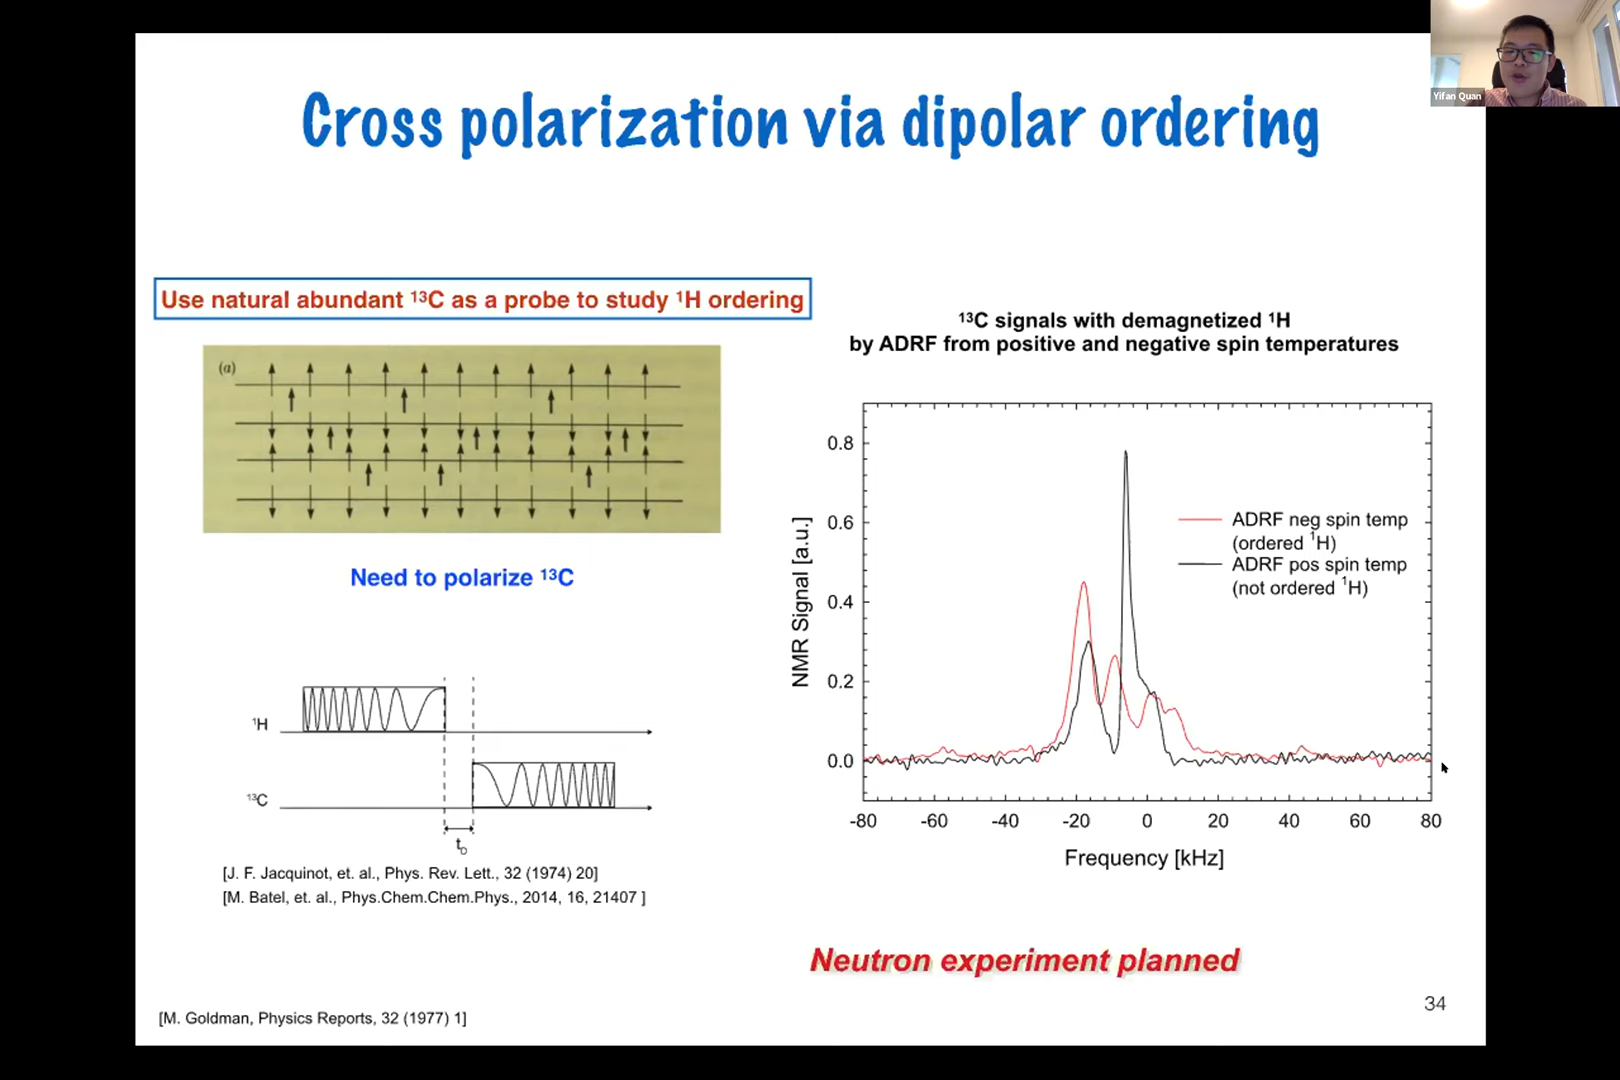 Yifan Quan
Cross polarization via dipolar ordering
Use natural abundant ¹³C as a probe to study ¹H ordering
(a)
Need to polarize ¹³C
¹H
¹³C
t_D
[J. F. Jacquinot, et. al., Phys. Rev. Lett., 32 (1974) 20]
[M. Batel, et. al., Phys.Chem.Chem.Phys., 2014, 16, 21407 ]
[M. Goldman, Physics Reports, 32 (1977) 1]
¹³C signals with demagnetized ¹H
by ADRF from positive and negative spin temperatures
NMR Signal [a.u.]
0.8
0.6
0.4
0.2
0.0
ADRF neg spin temp
(ordered ¹H)
ADRF pos spin temp
(not ordered ¹H)
-80 -60 -40 -20 0 20 40 60 80
Frequency [kHz]
Neutron experiment planned
34